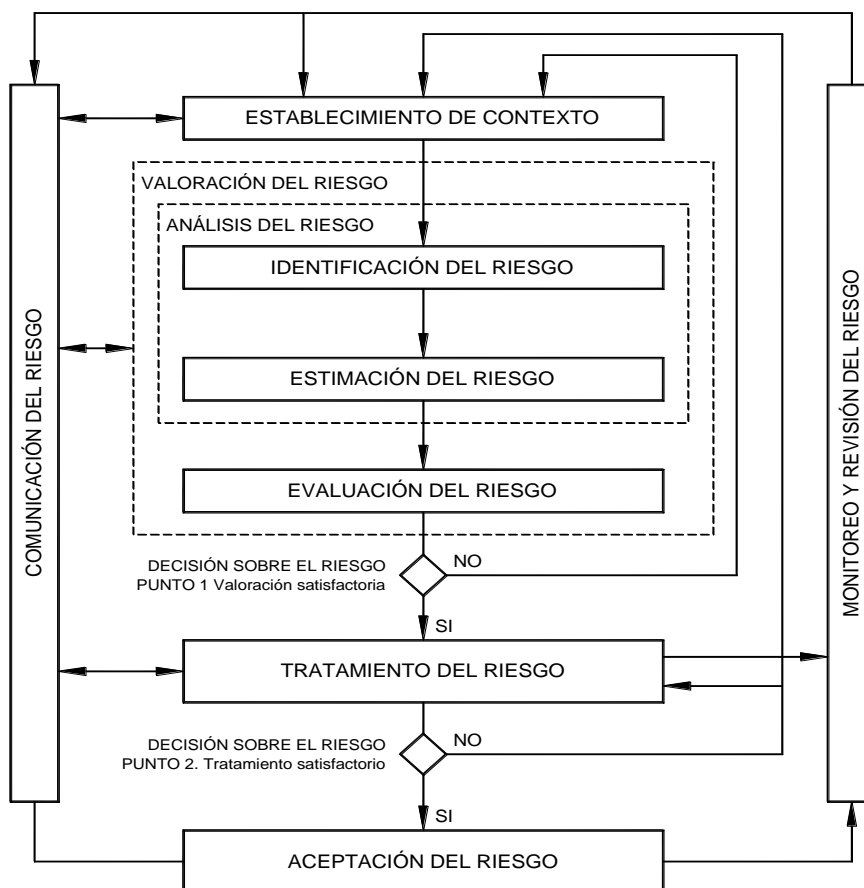 ESTABLECIMIENTO DE CONTEXTO
VALORACIÓN DEL RIESGO
ANÁLISIS DEL RIESGO
IDENTIFICACIÓN DEL RIESGO
ESTIMACIÓN DEL RIESGO
EVALUACIÓN DEL RIESGO
DECISIÓN SOBRE EL RIESGO
PUNTO 1 Valoración satisfactoria
NO
SI
TRATAMIENTO DEL RIESGO
DECISIÓN SOBRE EL RIESGO
PUNTO 2. Tratamiento satisfactorio
NO
SI
ACEPTACIÓN DEL RIESGO
COMUNICACIÓN DEL RIESGO
MONITOREO Y REVISIÓN DEL RIESGO